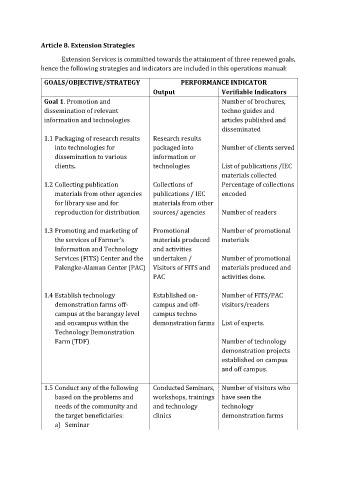 Article 8. Extension Strategies
Extension Services is committed towards the attainment of three renewed goals,
hence the following strategies and indicators are included in this operations manual:
GOALS/OBJECTIVE/STRATEGY
PERFORMANCE INDICATOR
Output
Verifiable Indicators
Goal 1. Promotion and
dissemination of relevant
information and technologies
Number of brochures,
techno guides and
articles published and
disseminated
1.1 Packaging of research results
into technologies for
dissemination to various
clients.
Research results
packaged into
information or
technologies
Number of clients served
List of publications /IEC
materials collected
1.2 Collecting publication
materials from other agencies
for library use and for
reproduction for distribution
Collections of
publications / IEC
materials from other
sources/ agencies
Percentage of collections
encoded
Number of readers
1.3 Promoting and marketing of
the services of Farmer's
Information and Technology
Services (FITS) Center and the
Palengke-Alaman Center (PAC)
Promotional
materials produced
and activities
undertaken /
Visitors of FITS and
PAC
Number of promotional
materials
Number of promotional
materials produced and
activities done.
1.4 Establish technology
demonstration farms off-
campus at the barangay level
and oncampus within the
Technology Demonstration
Farm (TDF)
Established on-
campus and off-
campus techno
demonstration farms
Number of FITS/PAC
visitors/readers
List of experts.
Number of technology
demonstration projects
established on campus
and off campus.
1.5 Conduct any of the following
based on the problems and
needs of the community and
the target beneficiaries:
a) Seminar
Conducted Seminars,
workshops, trainings
and technology
clinics
Number of visitors who
have seen the
technology
demonstration farms